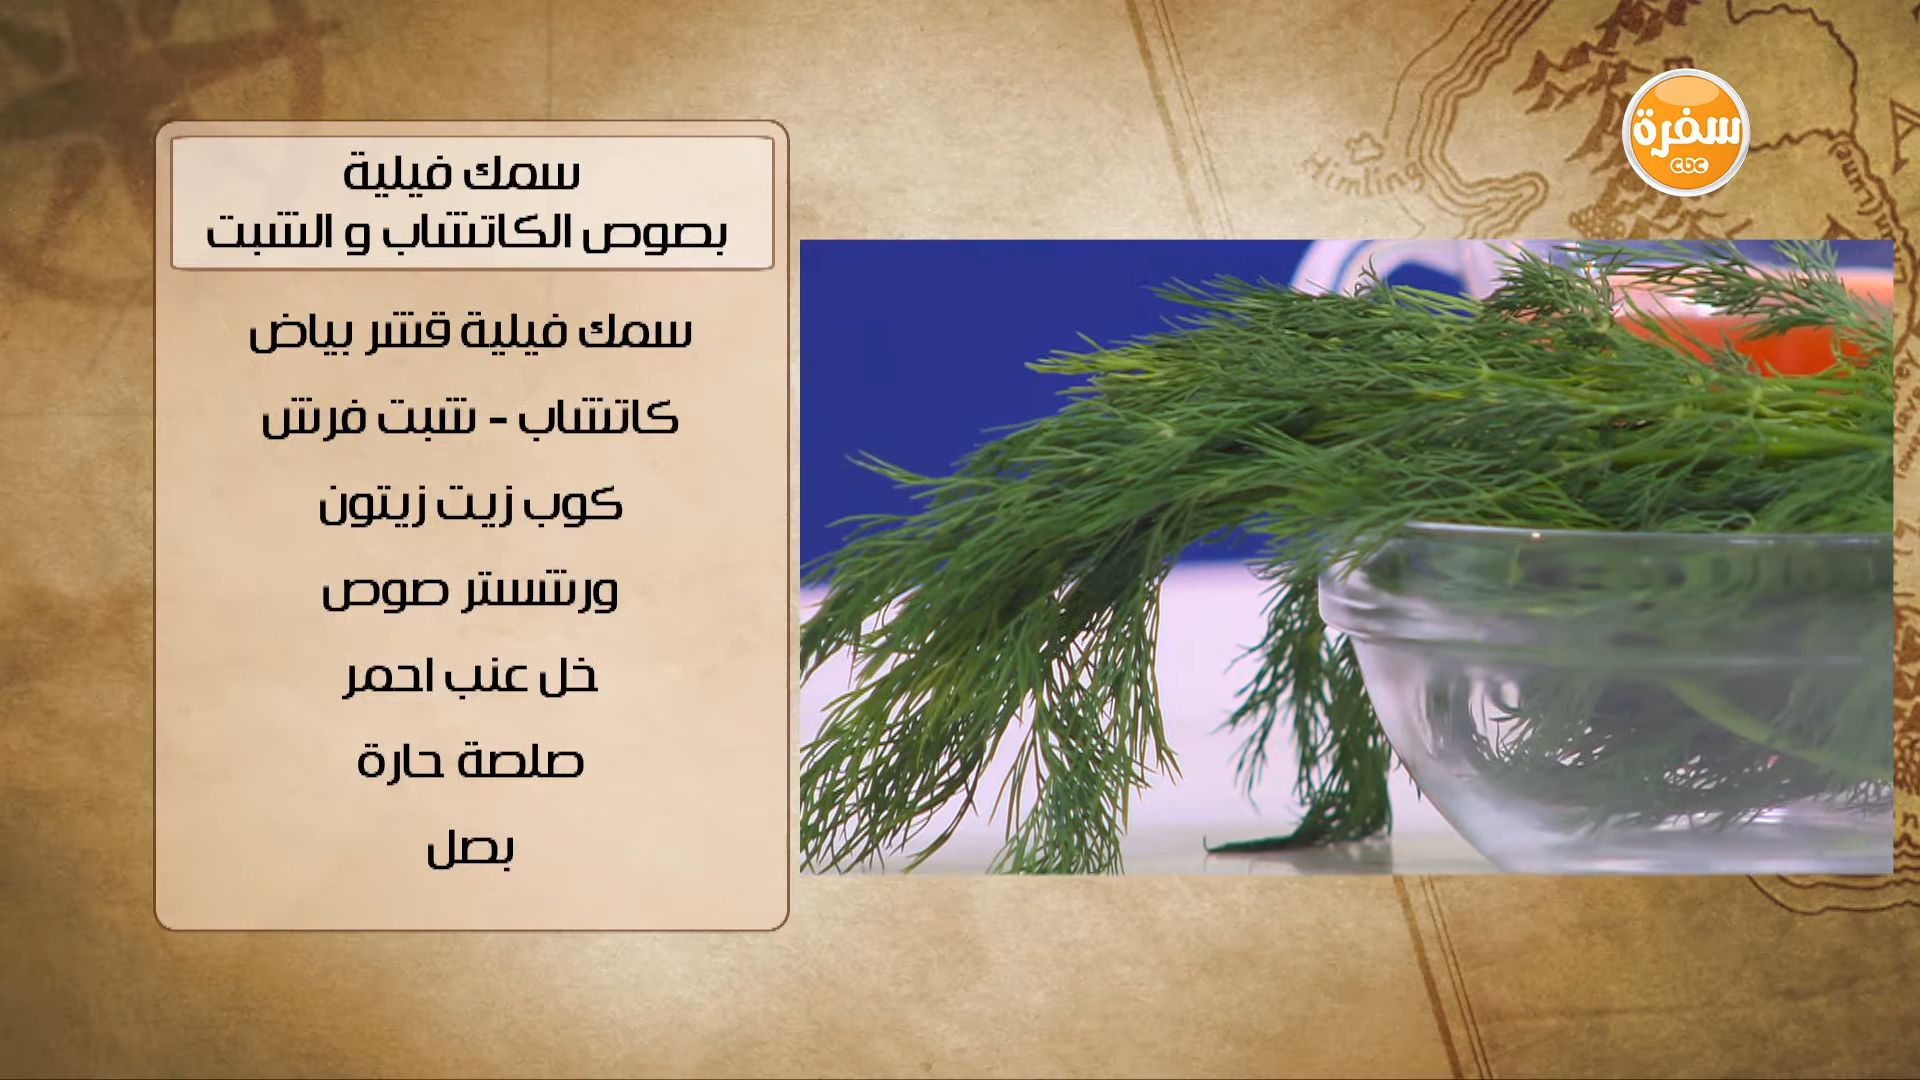 سفرة
cbc
سمك فيلية
بصوص الكاتشاب و الشبت
سمك فيلية قشر بياض
كاتشاب - شبت فرش
كوب زيت زيتون
ورشستر صوص
خل عنب احمر
صلصة حارة
بصل
Himling